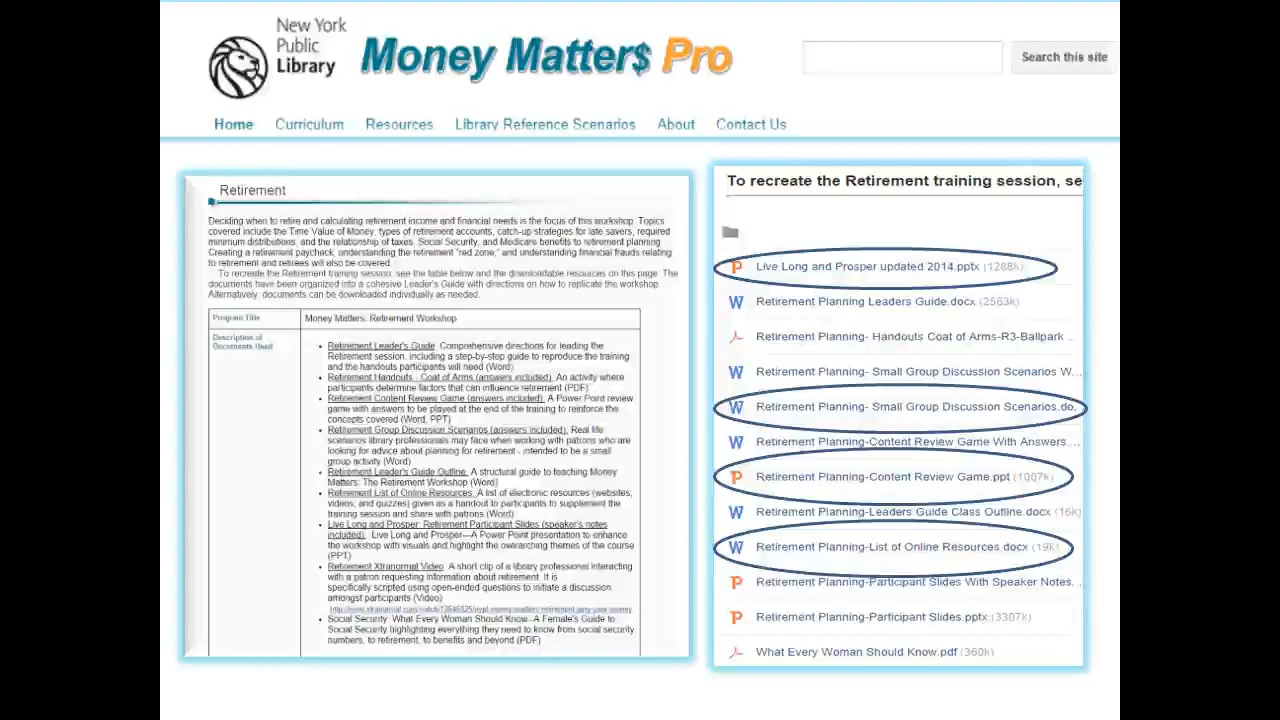 New York
Public
Library
Money Matter$ Pro
Search this site
Home Curriculum Resources Library Reference Scenarios About Contact Us
Retirement
Deciding when to retire and calculating retirement income and financial needs is the focus of this workshop. Topics
covered include the Time Value of Money, types of retirement accounts, catch-up strategies for late savers, required
minimum distributions, and the relationship of taxes, Social Security, and Medicare benefits to retirement planning
Creating a retirement paycheck, understanding the retirement "red zone," and understanding financial frauds relating
to retirement and retirees will also be covered.
To recreate the Retirement training session, see the table below and the downloadable resources on this page. The
documents have been organized into a cohesive Leader's Guide with directions on how to replicate the workshop.
Alternatively documents can be downloaded individually as needed.
Program Title
Money Matters: Retirement Workshop
Description of
Documents Used
• Retirement Leader's Guide Comprehensive directions for leading the
Retirement session, including a step-by-step guide to reproduce the training
and the handouts participants will need (Word)
• Retirement Handouts - Coat of Arms (answers included) An activity where
participants determine factors that can influence retirement (PDF)
• Retirement Content Review Game (answers included) A Power Point review
game with answers to be played at the end of the training to reinforce the
concepts covered (Word, PPT)
• Retirement Group Discussion Scenarios (answers included) Real life
scenarios library professionals may face when working with patrons who are
looking for advice about planning for retirement - intended to be a small
group activity (Word)
• Retirement Leader's Guide Outline A structural guide to teaching Money
Matters: The Retirement Workshop (Word)
• Retirement List of Online Resources A list of electronic resources (websites,
videos, and quizzes) given as a handout to participants to supplement the
training session and share with patrons (Word)
• Live Long and Prosper: Retirement Participant Slides (speaker's notes
included) Live Long and Prosper—A Power Point presentation to enhance
the workshop with visuals and highlight the overarching themes of the course
(PPT)
• Retirement Xtranormal Video A short clip of a library professional interacting
with a patron requesting information about retirement. It is
specifically scripted using open-ended questions to initiate a discussion
amongst participants (Video)
• Social Security What Every Woman Should Know--A Female's Guide to
Social Security highlighting everything they need to know from social security
numbers, to retirement, to benefits and beyond (PDF)
To recreate the Retirement training session, se
Live Long and Prosper updated 2014.pptx (1288k)
Retirement Planning Leaders Guide.docx (2563k)
Retirement Planning- Handouts Coat of Arms-R3-Ballpark ..
Retirement Planning- Small Group Discussion Scenarios W...
Retirement Planning- Small Group Discussion Scenarios.do.
Retirement Planning-Content Review Game With Answers ...
Retirement Planning-Content Review Game.ppt (1007k)
Retirement Planning-Leaders Guide Class Outline.docx (16k)
Retirement Planning-List of Online Resources.docx (19k)
Retirement Planning-Participant Slides With Speaker Notes. ..
Retirement Planning-Participant Slides.pptx (3307k)
What Every Woman Should Know.pdf (360k)